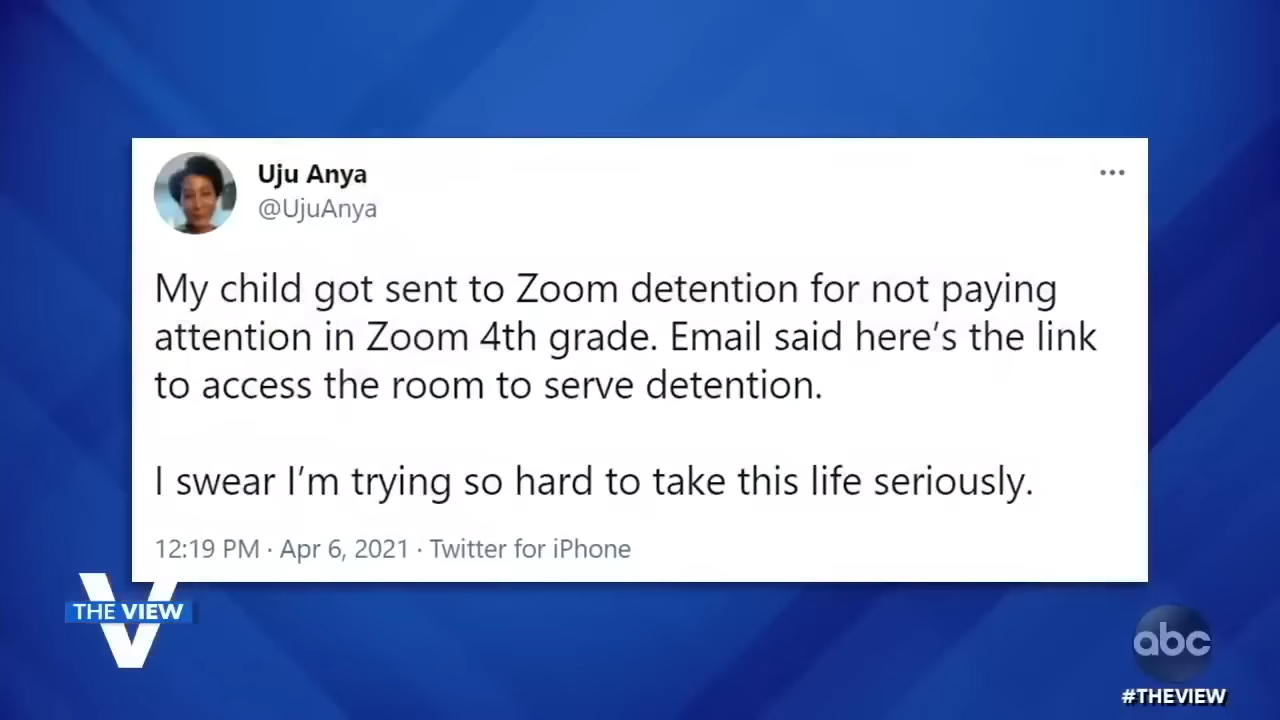 Uju Anya
@UjuAnya
My child got sent to Zoom detention for not paying
attention in Zoom 4th grade. Email said here’s the link
to access the room to serve detention.
I swear I’m trying so hard to take this life seriously.
12:19 PM · Apr 6, 2021 · Twitter for iPhone
V
THE VIEW
abc
#THEVIEW